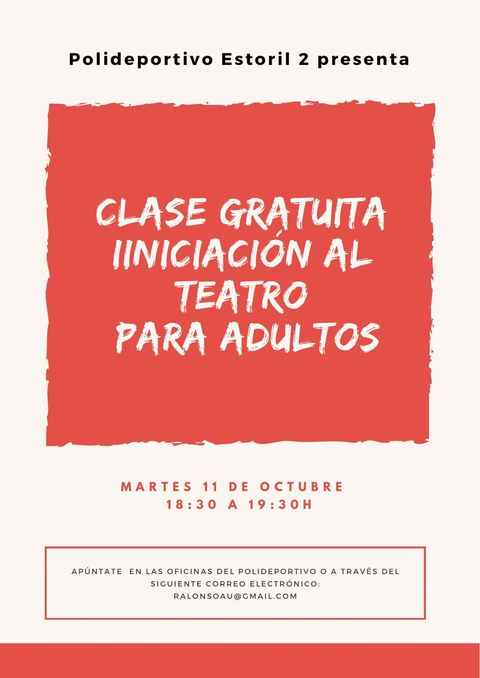 Polideportivo Estoril 2 presenta
CLASE GRATUITA
IINICIACIÓN AL
TEATRO
PARA ADULTOS
MARTES 11 DE OCTUBRE
18:30 A 19:30H
APÚNTATE EN LAS OFICINAS DEL POLIDEPORTIVO O A TRAVÉS DEL
SIGUIENTE CORREO ELECTRÓNICO:
RALONSOAU@GMAIL.COM